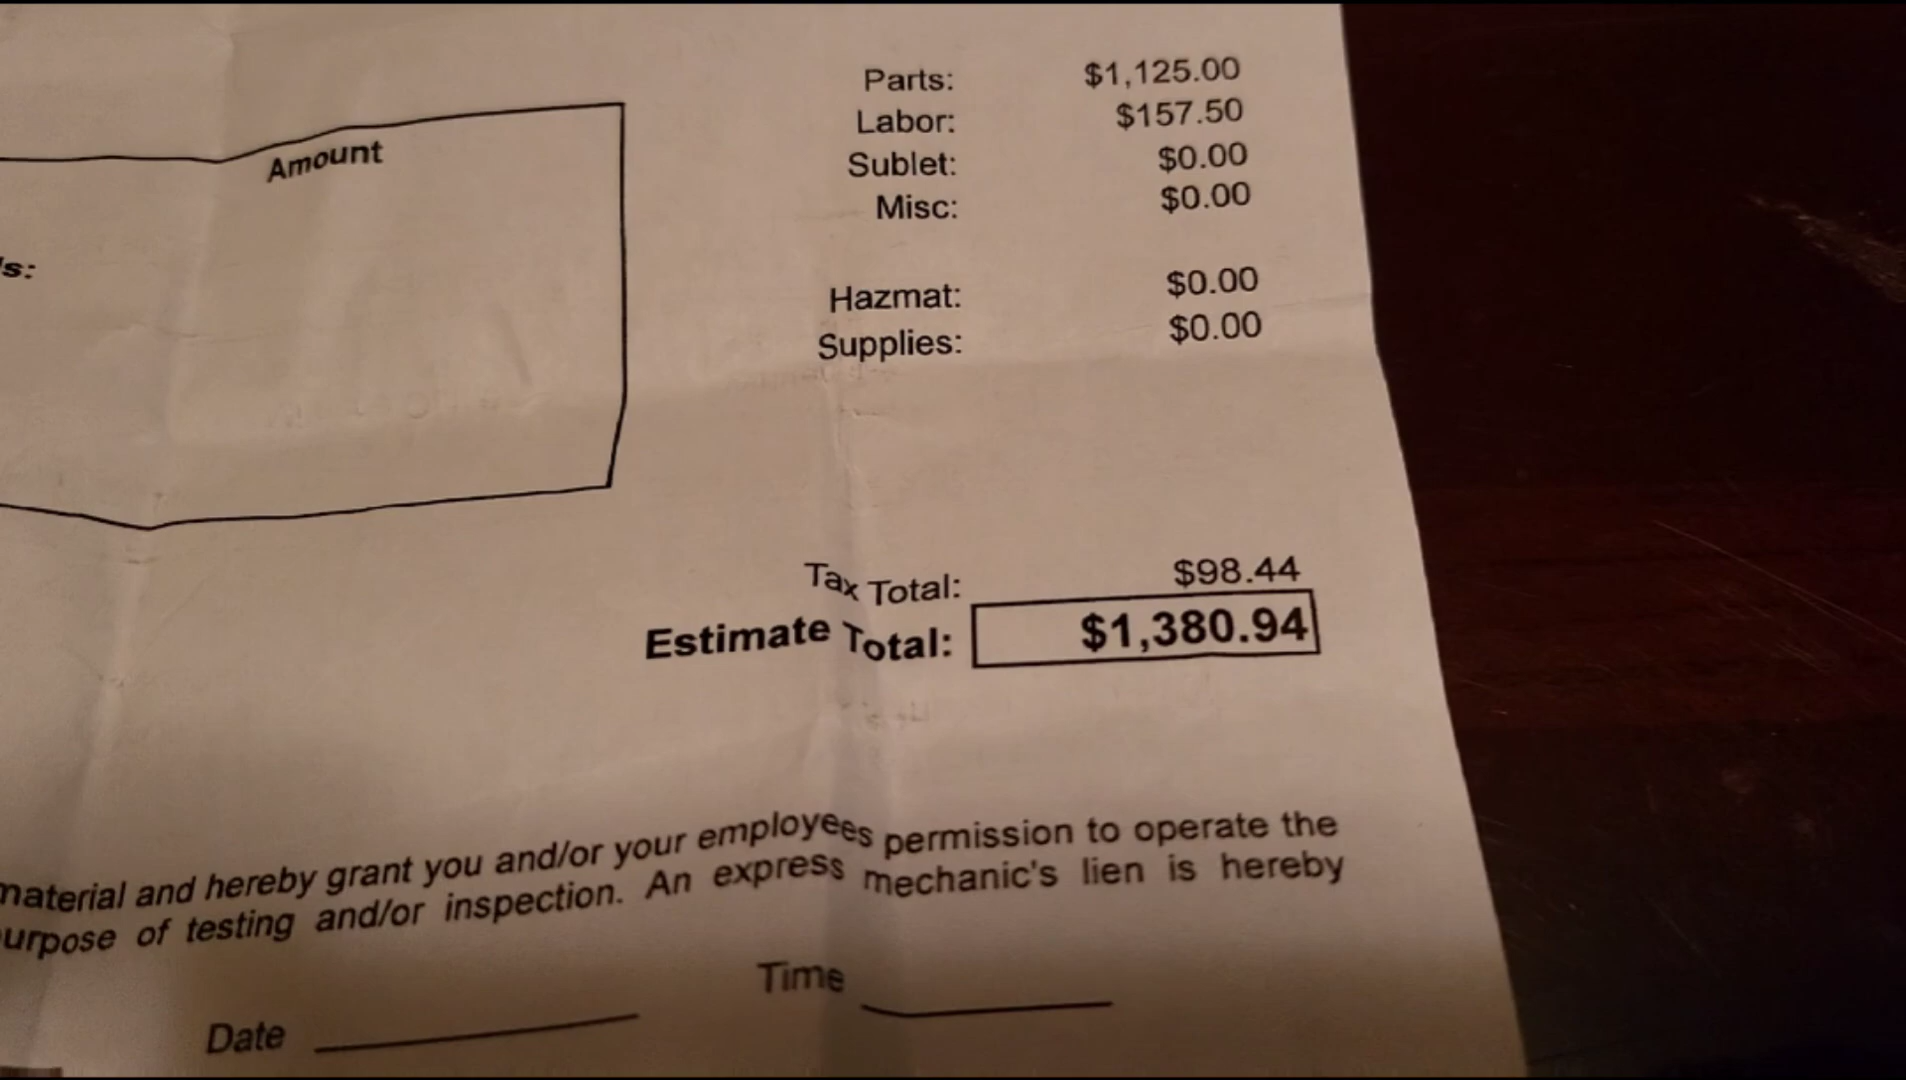 Parts: $1,125.00
Labor: $157.50
Sublet: $0.00
Misc: $0.00
Amount
s:
Hazmat: $0.00
Supplies: $0.00
Tax Total: $98.44
Estimate Total: $1,380.94
material and hereby grant you and/or your employees permission to operate the
urpose of testing and/or inspection. An express mechanic's lien is hereby
Time
Date